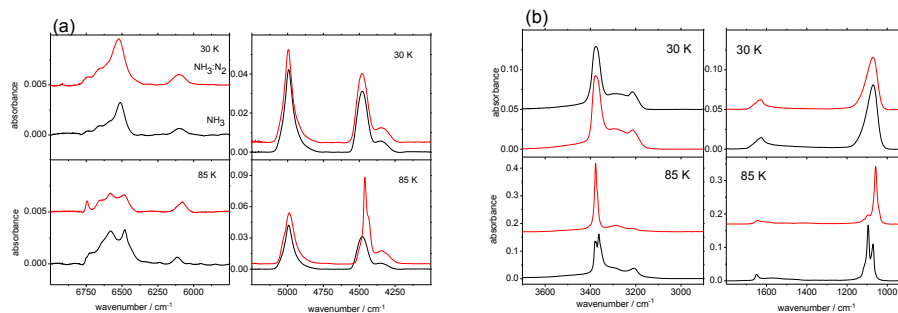 (a)
30 K
NH3:N2
NH3
0.005
0.000
absorbance
30 K
0.04
0.02
0.00
85 K
0.005
0.000
absorbance
6750 6500 6250 6000
wavenumber / cm-1
85 K
0.06
0.03
0.00
5000 4750 4500 4250
wavenumber / cm-1
(b)
30 K
0.10
0.05
0.00
absorbance
30 K
0.10
0.05
0.00
85 K
0.4
0.2
0.1
0.0
absorbance
3600 3400 3200 3000
wavenumber / cm-1
85 K
0.3
0.2
0.1
0.0
1600 1400 1200 1000
wavenumber / cm-1